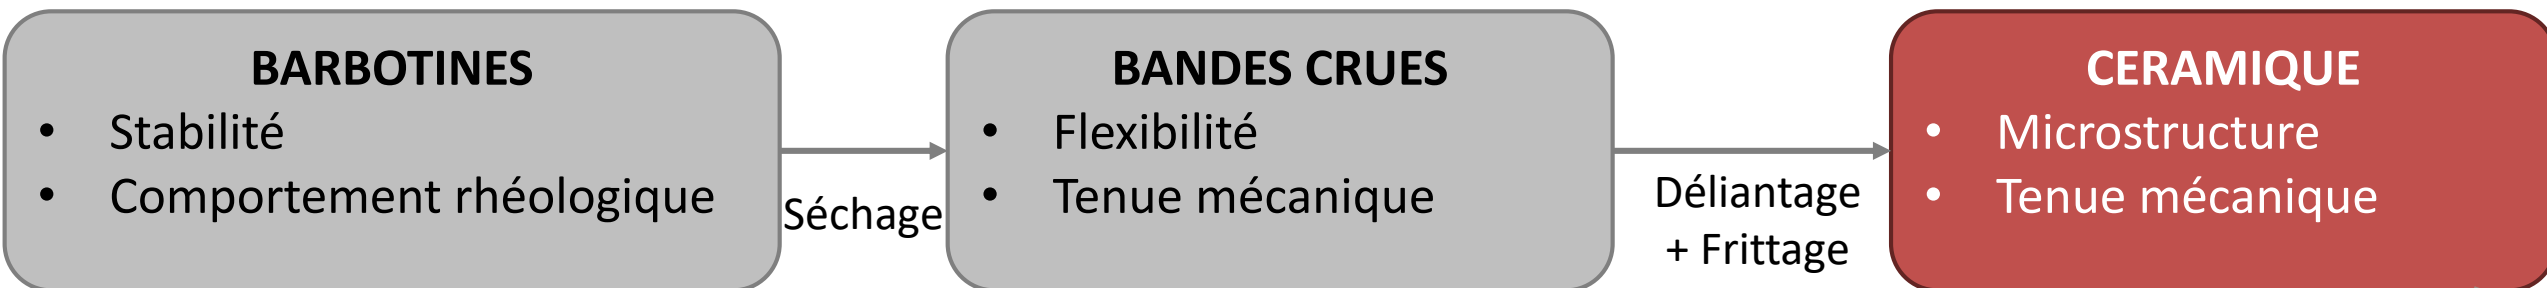 BARBOTINES
• Stabilité
• Comportement rhéologique
Séchage
BANDES CRUES
• Flexibilité
• Tenue mécanique
Déliantage
+ Frittage
CERAMIQUE
• Microstructure
• Tenue mécanique